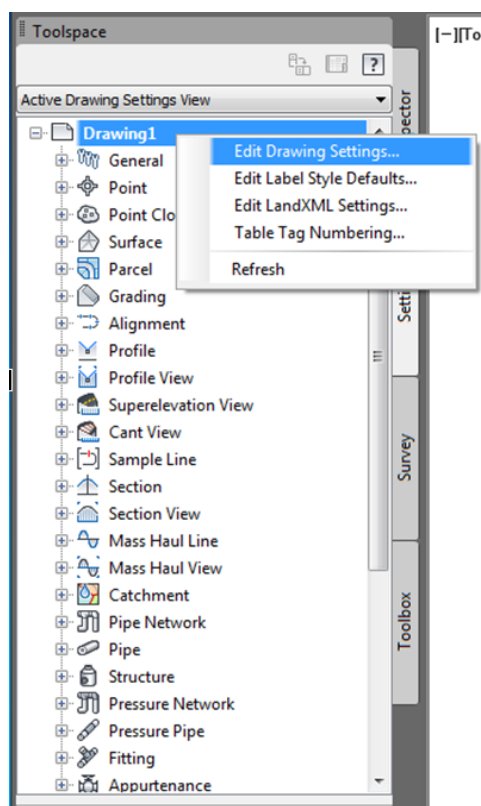 Toolspace
[−][To
?
Active Drawing Settings View
Drawing1
Edit Drawing Settings...
General
Edit Label Style Defaults...
Point
Edit LandXML Settings...
Point Clo
Table Tag Numbering...
Surface
Refresh
Parcel
Grading
Alignment
Profile
Profile View
Superelevation View
Cant View
Sample Line
Section
Section View
Mass Haul Line
Mass Haul View
Catchment
Pipe Network
Pipe
Structure
Pressure Network
Pressure Pipe
Fitting
Appurtenance
pector
Setti
Survey
Toolbox